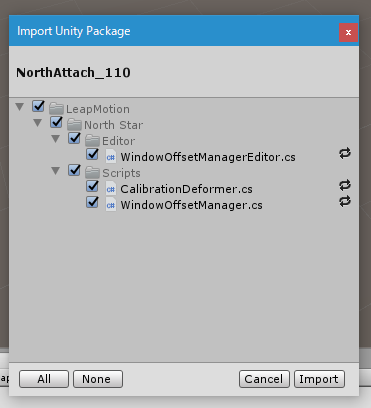 Import Unity Package
x
NorthAttach_110
LeapMotion
North Star
Editor
c# WindowOffsetManagerEditor.cs
Scripts
c# CalibrationDeformer.cs
c# WindowOffsetManager.cs
All None Cancel Import